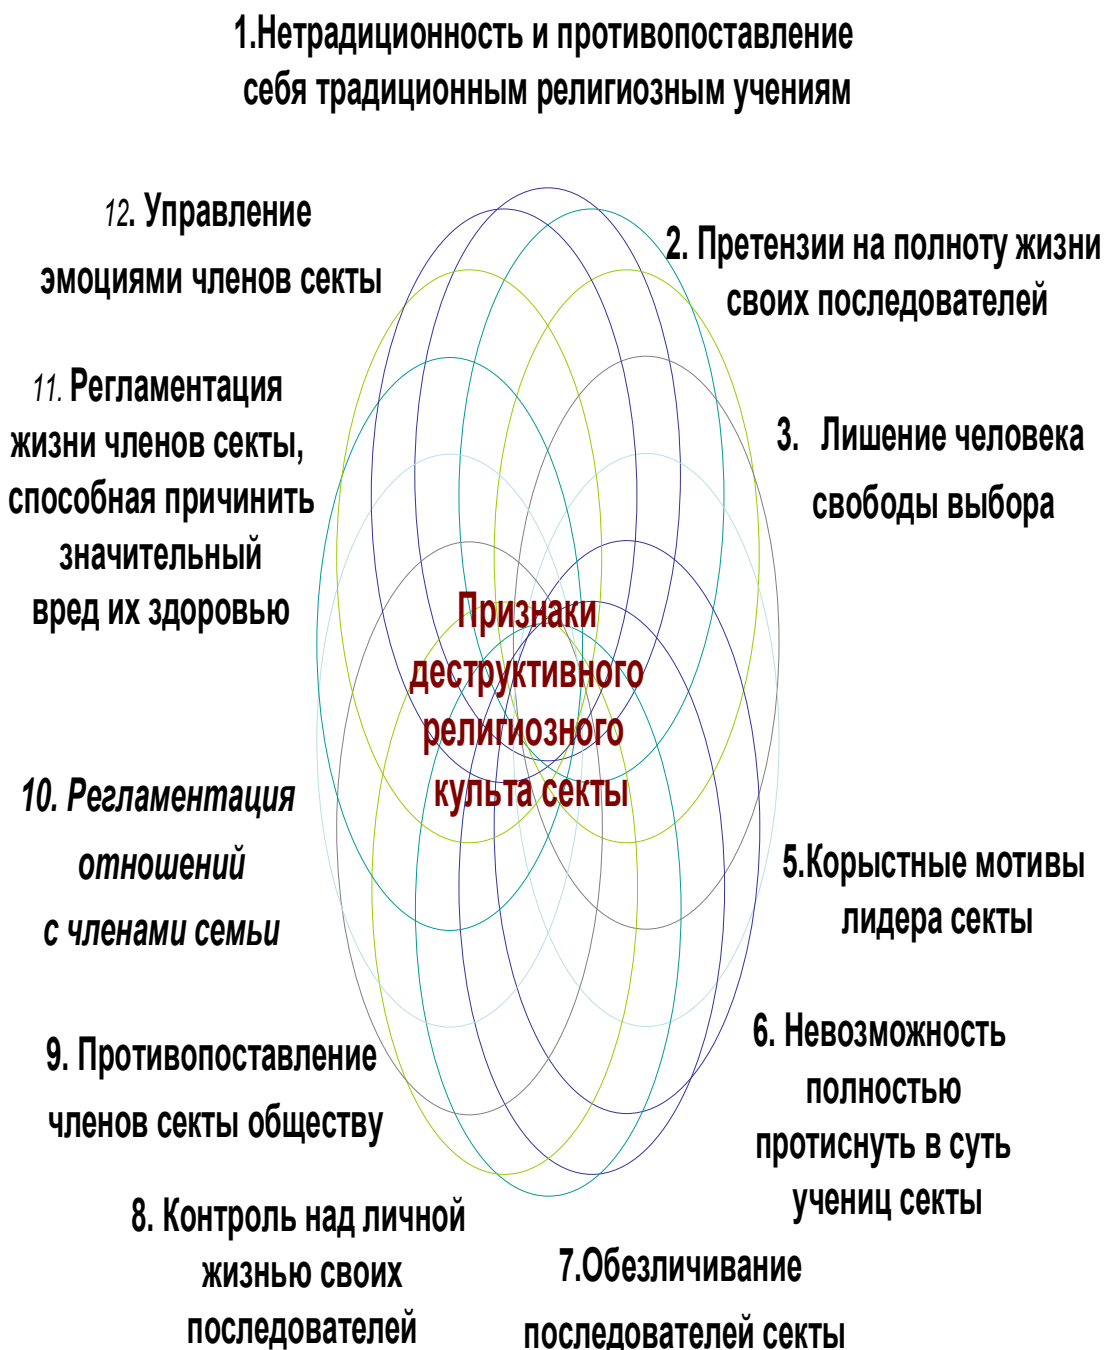 1.Нетрадиционность и противопоставление
себя традиционным религиозным учениям
2. Претензии на полноту жизни
своих последователей
3. Лишение человека
свободы выбора
5.Корыстные мотивы
лидера секты
6. Невозможность
полностью
протиснуть в суть
учениц секты
7.Обезличивание
последователей секты
8. Контроль над личной
жизнью своих
последователей
9. Противопоставление
членов секты обществу
10. Регламентация
отношений
с членами семьи
11. Регламентация
жизни членов секты,
способная причинить
значительный
вред их здоровью
12. Управление
эмоциями членов секты
Признаки
деструктивного
религиозного
культа секты